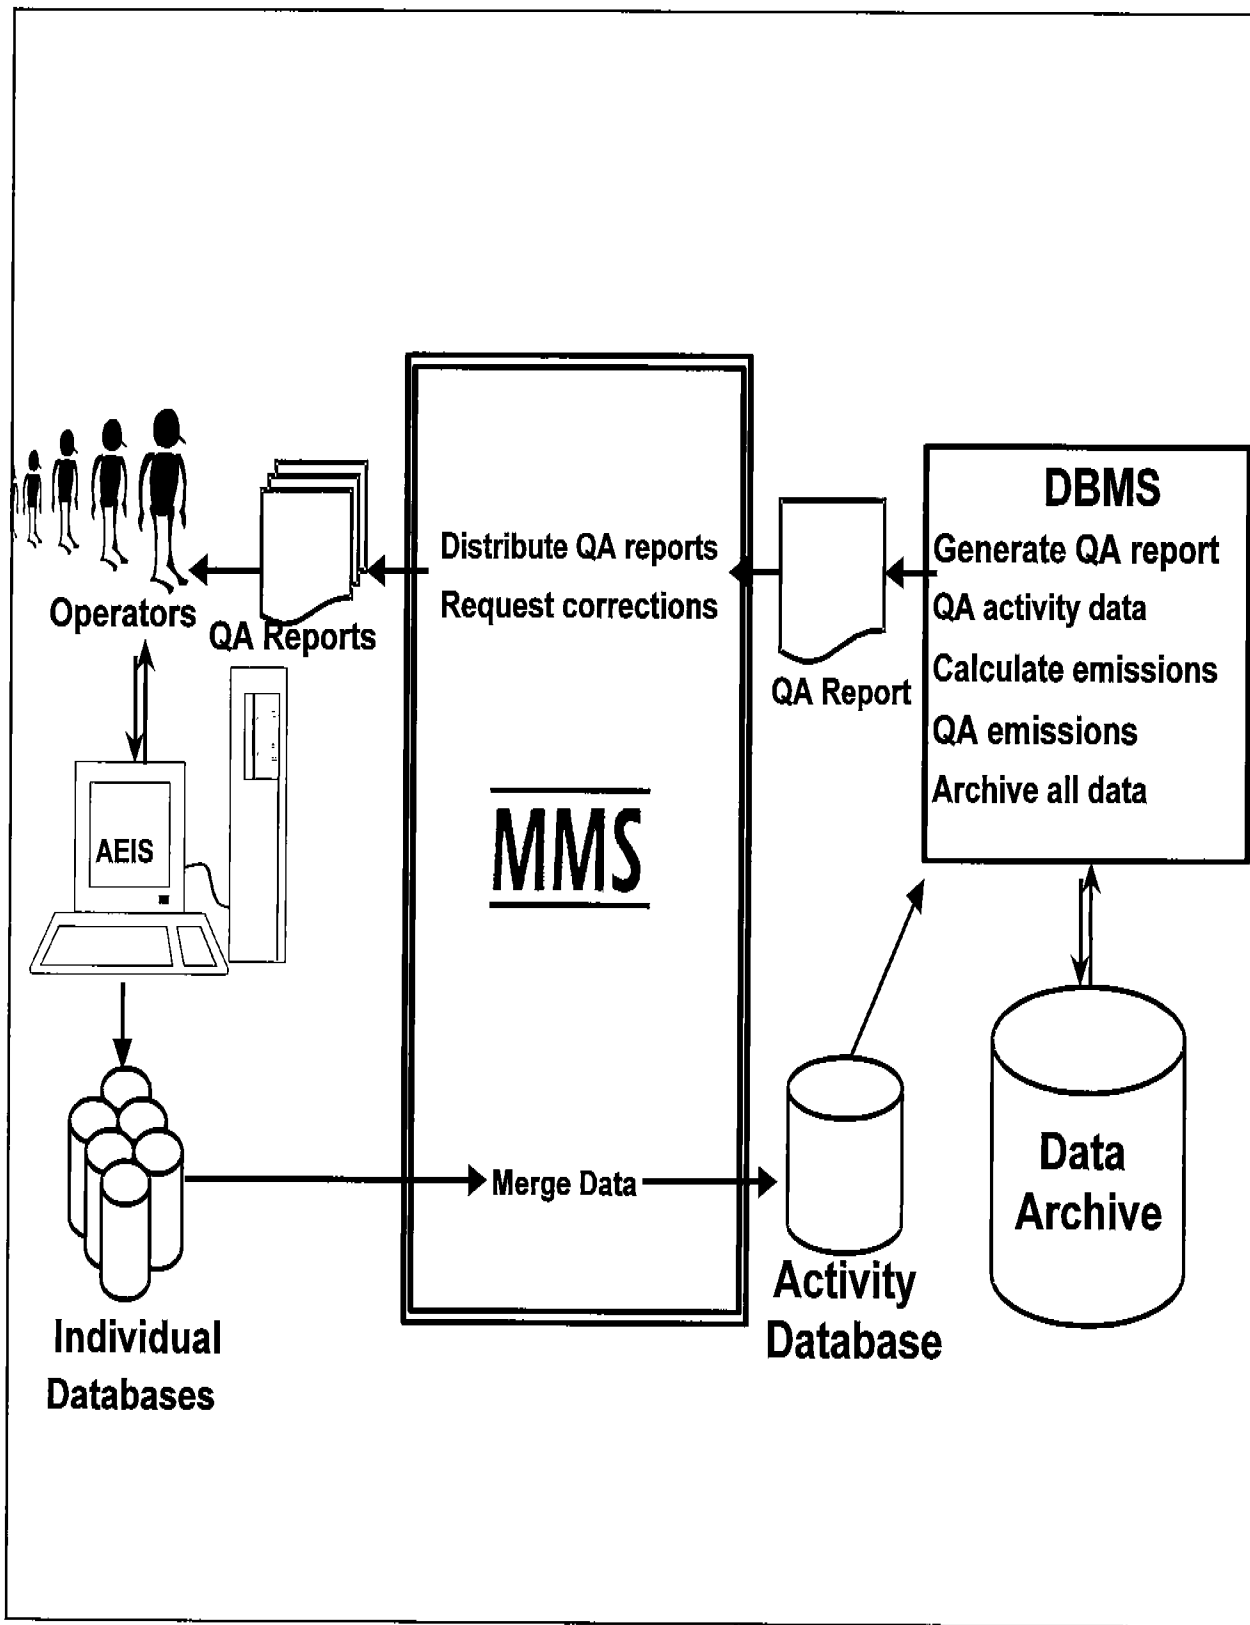 DBMS
Generate QA report
QA activity data
Calculate emissions
QA emissions
Archive all data
Distribute QA reports
Request corrections
Operators
QA Reports
QA Report
MMS
AEIS
Merge Data
Data
Archive
Activity
Database
Individual
Databases